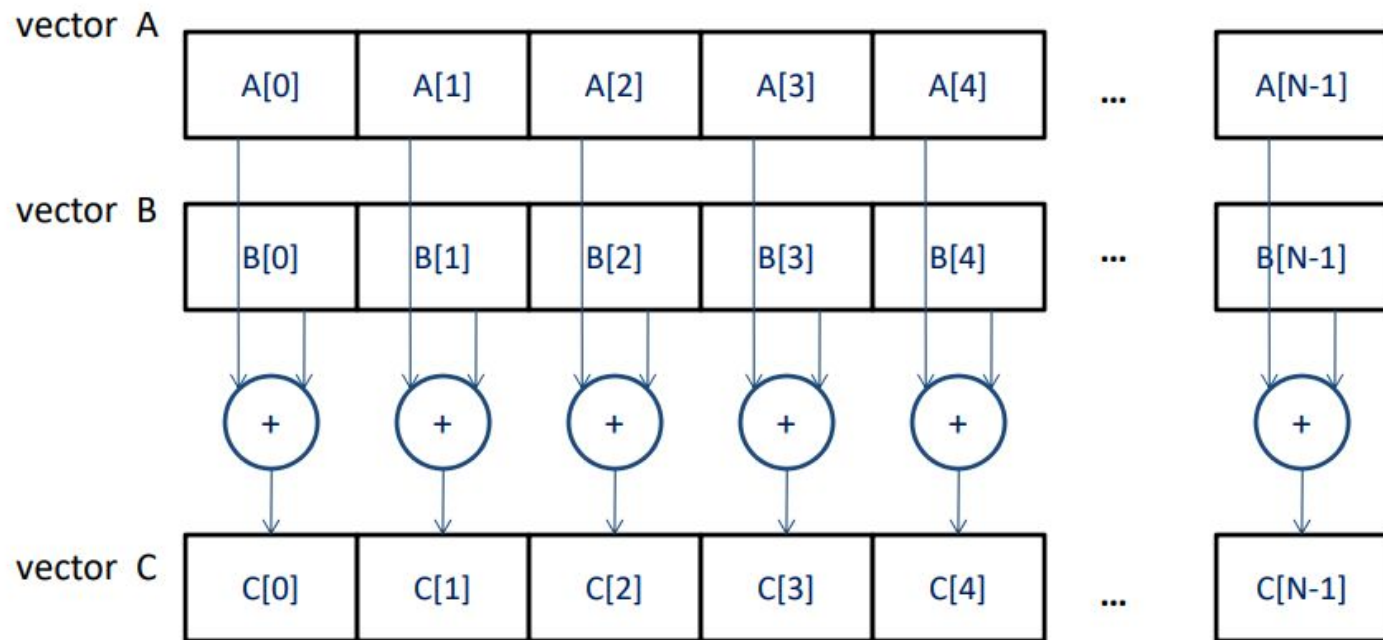 vector A
A[0] A[1] A[2] A[3] A[4] ... A[N-1]
vector B
B[0] B[1] B[2] B[3] B[4] ... B[N-1]
+ + + + + +
vector C
C[0] C[1] C[2] C[3] C[4] ... C[N-1]